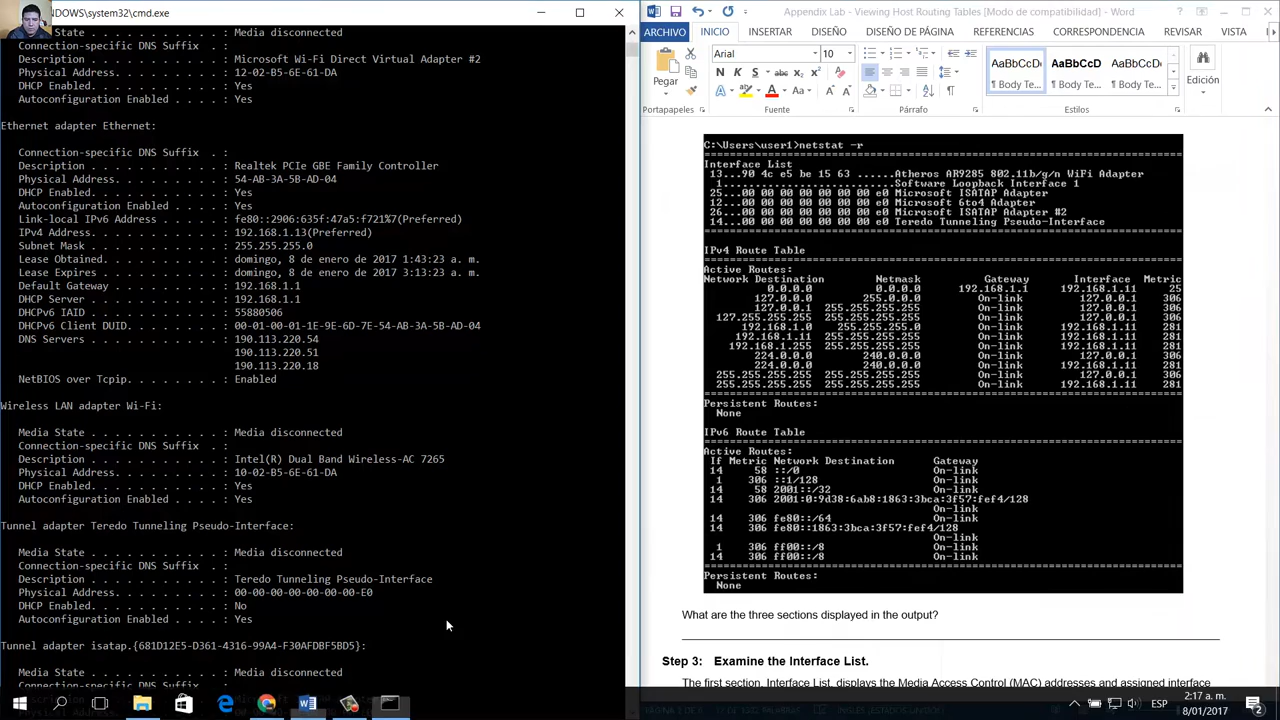 NDOWS\system32\cmd.exe
a State . . . . . . . . . . . : Media disconnected
Connection-specific DNS Suffix . :
Description . . . . . . . . . . . : Microsoft Wi-Fi Direct Virtual Adapter #2
Physical Address. . . . . . . . . : 12-02-B5-6E-61-DA
DHCP Enabled. . . . . . . . . . . : Yes
Autoconfiguration Enabled . . . . : Yes
Ethernet adapter Ethernet:
Connection-specific DNS Suffix . :
Description . . . . . . . . . . . : Realtek PCIe GBE Family Controller
Physical Address. . . . . . . . . : 54-AB-3A-5B-AD-04
DHCP Enabled. . . . . . . . . . . : Yes
Autoconfiguration Enabled . . . . : Yes
Link-local IPv6 Address . . . . . : fe80::2906:635f:47a5:f721%7(Preferred)
IPv4 Address. . . . . . . . . . . : 192.168.1.13(Preferred)
Subnet Mask . . . . . . . . . . . : 255.255.255.0
Lease Obtained. . . . . . . . . . : domingo, 8 de enero de 2017 1:43:23 a. m.
Lease Expires . . . . . . . . . . : domingo, 8 de enero de 2017 3:13:23 a. m.
Default Gateway . . . . . . . . . : 192.168.1.1
DHCP Server . . . . . . . . . . . : 192.168.1.1
DHCPv6 IAID . . . . . . . . . . . : 55880506
DHCPv6 Client DUID. . . . . . . . : 00-01-00-01-1E-9E-6D-7E-54-AB-3A-5B-AD-04
DNS Servers . . . . . . . . . . . : 190.113.220.54
190.113.220.51
190.113.220.18
NetBIOS over Tcpip. . . . . . . . : Enabled
Wireless LAN adapter Wi-Fi:
Media State . . . . . . . . . . . : Media disconnected
Connection-specific DNS Suffix . :
Description . . . . . . . . . . . : Intel(R) Dual Band Wireless-AC 7265
Physical Address. . . . . . . . . : 10-02-B5-6E-61-DA
DHCP Enabled. . . . . . . . . . . : Yes
Autoconfiguration Enabled . . . . : Yes
Tunnel adapter Teredo Tunneling Pseudo-Interface:
Media State . . . . . . . . . . . : Media disconnected
Connection-specific DNS Suffix . :
Description . . . . . . . . . . . : Teredo Tunneling Pseudo-Interface
Physical Address. . . . . . . . . : 00-00-00-00-00-00-00-E0
DHCP Enabled. . . . . . . . . . . : No
Autoconfiguration Enabled . . . . : Yes
Tunnel adapter isatap.{681D12E5-D361-4316-99A4-F30AFDBF5BD5}:
Media State . . . . . . . . . . . : Media disconnected
Appendix Lab - Viewing Host Routing Tables [Modo de compatibilidad] - Word
ARCHIVO INICIO INSERTAR DISEÑO DISEÑO DE PÁGINA REFERENCIAS CORRESPONDENCIA REVISAR VISTA
Arial 10
Pegar
N K S abc x₂ x²
AaBbCcD AaBbCcD AaBbCcD
¶ Body Te... ¶ Body Te... ¶ Body Te...
Edición
Portapapeles Fuente Párrafo Estilos
C:\Users\user1>netstat -r
Interface List
13...90 4c e5 be 15 63 ......Atheros AR9285 802.11b/g/n WiFi Adapter
1...........................Software Loopback Interface 1
25...00 00 00 00 00 00 00 e0 Microsoft ISATAP Adapter
12...00 00 00 00 00 00 00 e0 Microsoft 6to4 Adapter
26...00 00 00 00 00 00 00 e0 Microsoft ISATAP Adapter #2
14...00 00 00 00 00 00 00 e0 Teredo Tunneling Pseudo-Interface
IPv4 Route Table
Active Routes:
Network Destination Netmask Gateway Interface Metric
0.0.0.0 0.0.0.0 192.168.1.1 192.168.1.11 25
127.0.0.0 255.0.0.0 On-link 127.0.0.1 306
127.0.0.1 255.255.255.255 On-link 127.0.0.1 306
127.255.255.255 255.255.255.255 On-link 127.0.0.1 306
192.168.1.0 255.255.255.0 On-link 192.168.1.11 281
192.168.1.11 255.255.255.255 On-link 192.168.1.11 281
192.168.1.255 255.255.255.255 On-link 192.168.1.11 281
224.0.0.0 240.0.0.0 On-link 127.0.0.1 306
224.0.0.0 240.0.0.0 On-link 192.168.1.11 281
255.255.255.255 255.255.255.255 On-link 127.0.0.1 306
255.255.255.255 255.255.255.255 On-link 192.168.1.11 281
Persistent Routes:
None
IPv6 Route Table
Active Routes:
If Metric Network Destination Gateway
14 58 ::/0 On-link
1 306 ::1/128 On-link
14 58 2001::/32 On-link
14 306 2001:0:9d38:6ab8:1863:3bca:3f57:fef4/128
On-link
14 306 fe80::/64 On-link
14 306 fe80::1863:3bca:3f57:fef4/128
On-link
1 306 ff00::/8 On-link
14 306 ff00::/8 On-link
Persistent Routes:
None
What are the three sections displayed in the output?
Step 3: Examine the Interface List.
The first section, Interface List, displays the Media Access Control (MAC) addresses and assigned interface
ESP
2:17 a. m.
8/01/2017
2